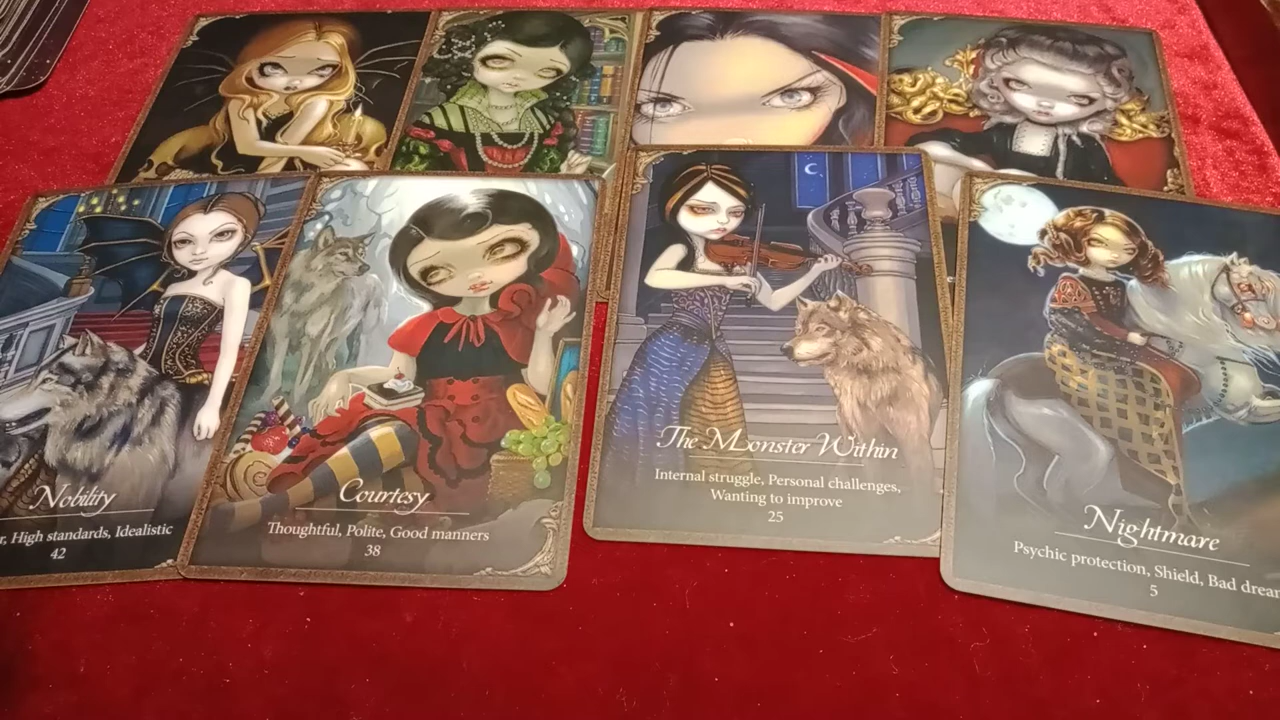 Nobility
High standards, Idealistic
42
Courtesy
Thoughtful, Polite, Good manners
38
The Monster Within
Internal struggle, Personal challenges,
Wanting to improve
25
Nightmare
Psychic protection, Shield, Bad
5